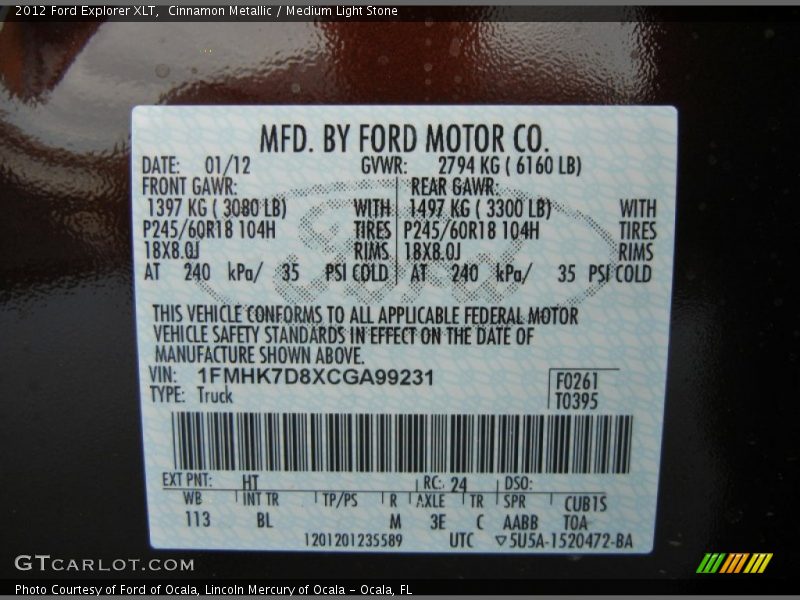 2012 Ford Explorer XLT, Cinnamon Metallic / Medium Light Stone
MFD. BY FORD MOTOR CO.
DATE: 01/12 GVWR: 2794 KG ( 6160 LB)
FRONT GAWR: REAR GAWR:
1397 KG ( 3080 LB) WITH 1497 KG ( 3300 LB) WITH
P245/60R18 104H TIRES P245/60R18 104H TIRES
18X8.0J RIMS 18X8.0J RIMS
AT 240 kPa/ 35 PSI COLD AT 240 kPa/ 35 PSI COLD
THIS VEHICLE CONFORMS TO ALL APPLICABLE FEDERAL MOTOR
VEHICLE SAFETY STANDARDS IN EFFECT ON THE DATE OF
MANUFACTURE SHOWN ABOVE.
VIN: 1FMHK7D8XCGA99231 F0261
TYPE: Truck T0395
EXT PNT: HT RC: 24 DSO:
WB INT TR TP/PS R AXLE TR SPR CUB1S
113 BL M 3E C AABB TOA
1201201235589 UTC ▽5U5A-1520472-BA
GTCARLOT.COM
Photo Courtesy of Ford of Ocala, Lincoln Mercury of Ocala - Ocala, FL